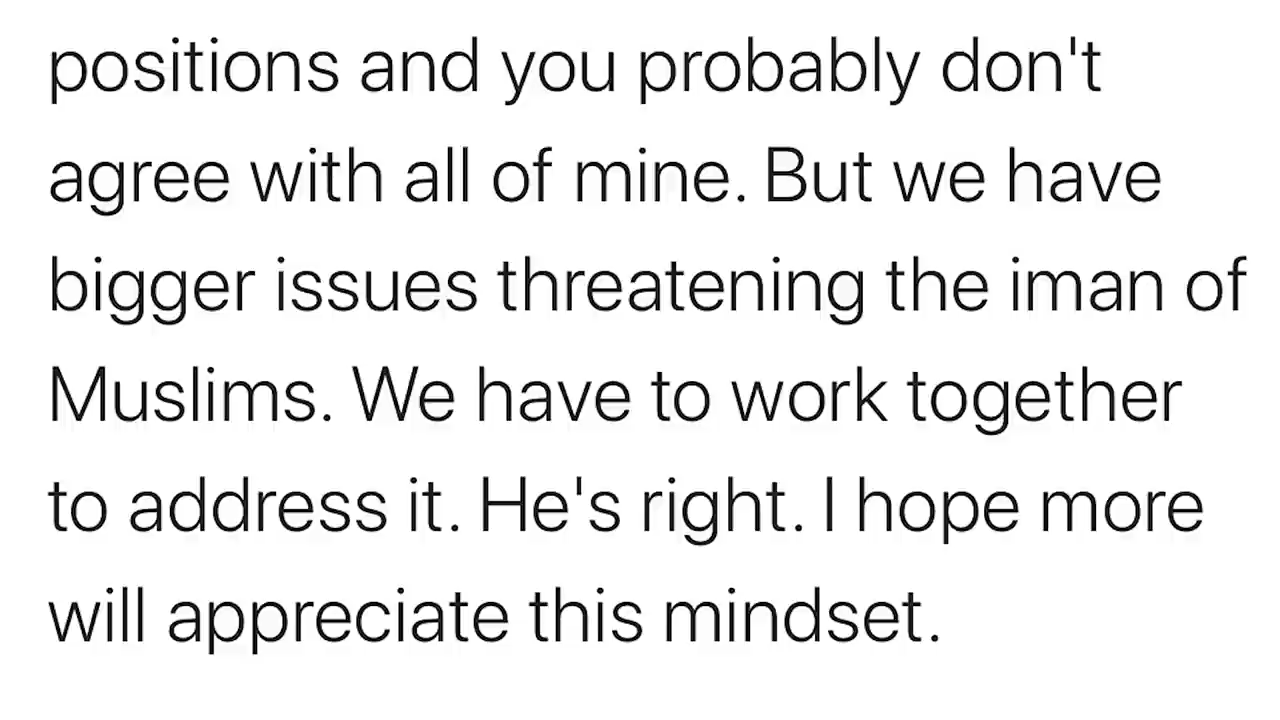 positions and you probably don't
agree with all of mine. But we have
bigger issues threatening the iman of
Muslims. We have to work together
to address it. He's right. I hope more
will appreciate this mindset.